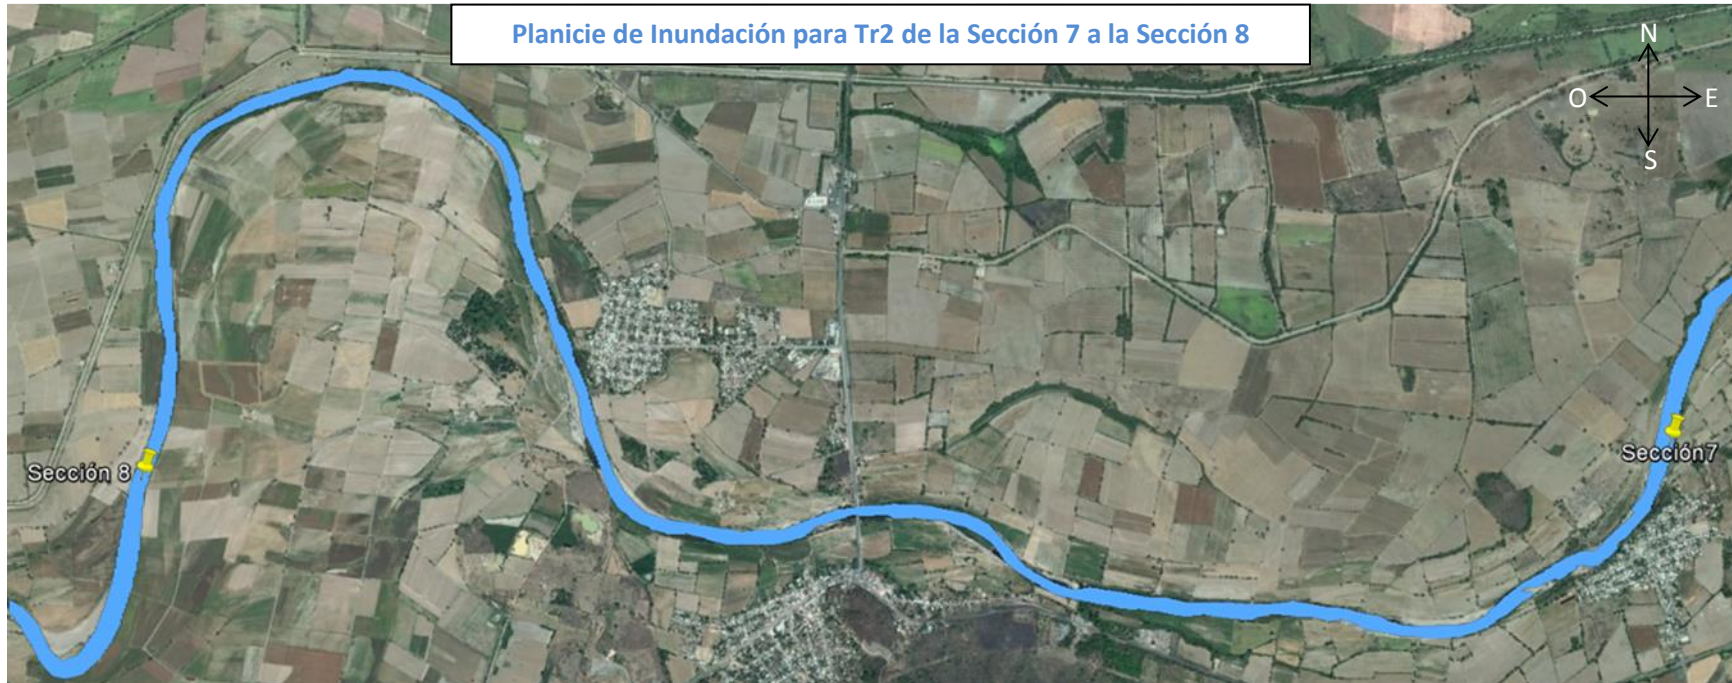 Planicie de Inundación para Tr2 de la Sección 7 a la Sección 8
N
O E
S
Sección 8
Sección7